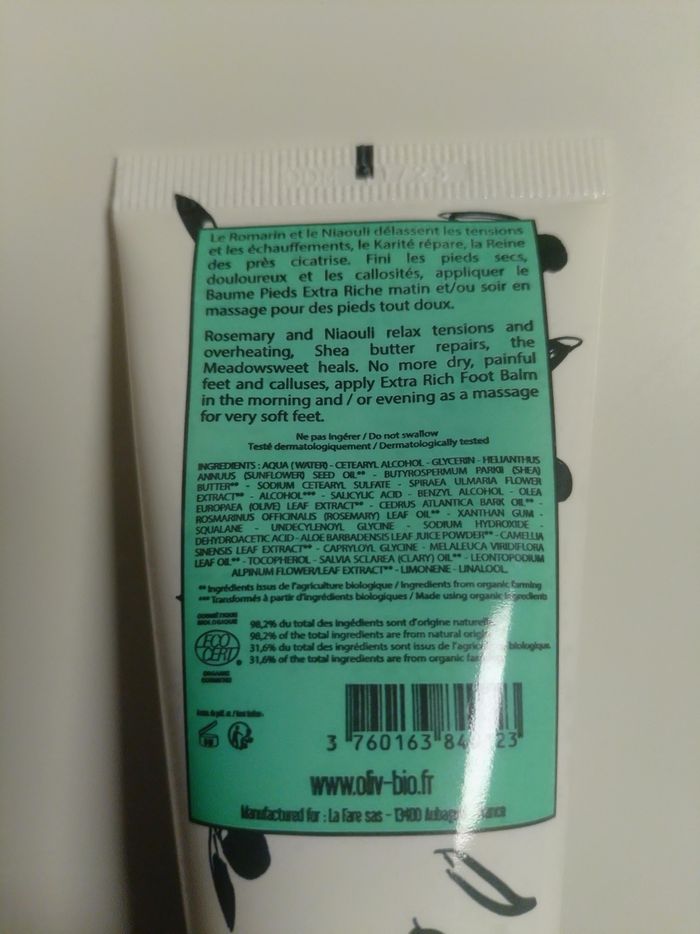 Le Romarin et le Niaouli délassent les tensions
et les échauffements, le Karité répare, la Reine
des près cicatrise. Fini les pieds secs,
douloureux et les callosités, appliquer le
Baume Pieds Extra Riche matin et/ou soir en
massage pour des pieds tout doux.
Rosemary and Niaouli relax tensions and
overheating, Shea butter repairs, the
Meadowsweet heals. No more dry, painful
feet and calluses, apply Extra Rich Foot Balm
in the morning and / or evening as a massage
for very soft feet.
Ne pas Ingérer / Do not swallow
Testé dermatologiquement / Dermatologically tested
INGREDIENTS : AQUA (WATER) - CETEARYL ALCOHOL - GLYCERIN - HELIANTHUS
ANNUUS (SUNFLOWER) SEED OIL** - BUTYROSPERMUM PARKII (SHEA)
BUTTER** - SODIUM CETEARYL SULFATE - SPIRAEA ULMARIA FLOWER
EXTRACT** - ALCOHOL*** - SALICYLIC ACID - BENZYL ALCOHOL - OLEA
EUROPAEA (OLIVE) LEAF EXTRACT** - CEDRUS ATLANTICA BARK OIL** -
ROSMARINUS OFFICINALIS (ROSEMARY) LEAF OIL** - XANTHAN GUM -
SQUALANE - UNDECYLENOYL GLYCINE - SODIUM HYDROXIDE -
DEHYDROACETIC ACID - ALOE BARBADENSIS LEAF JUICE POWDER** - CAMELLIA
SINENSIS LEAF EXTRACT** - CAPRYLOYL GLYCINE - MELALEUCA VIRIDIFLORA
LEAF OIL** - TOCOPHEROL - SALVIA SCLAREA (CLARY) OIL** - LEONTOPODIUM
ALPINUM FLOWER/LEAF EXTRACT** - LIMONENE - LINALOOL.
** Ingrédients issus de l'agriculture biologique / Ingredients from organic farming
*** Transformés à partir d'ingrédients biologiques / Made using organic ingredients
COSMÉTIQUE
BIOLOGIQUE
ECO
CERT
ORGANIC
COSMETIC
98,2% du total des ingédients sont d'origine naturelle
98,2% of the total ingredients are from natural origin
31,6% du total des ingrédients sont issus de l'agriculture biologique
31,6% of the total ingredients are from organic farming
3 760163 84 23
www.oliv-bio.fr
Manufactured for : La Fare sas - 13400 Aubagne France